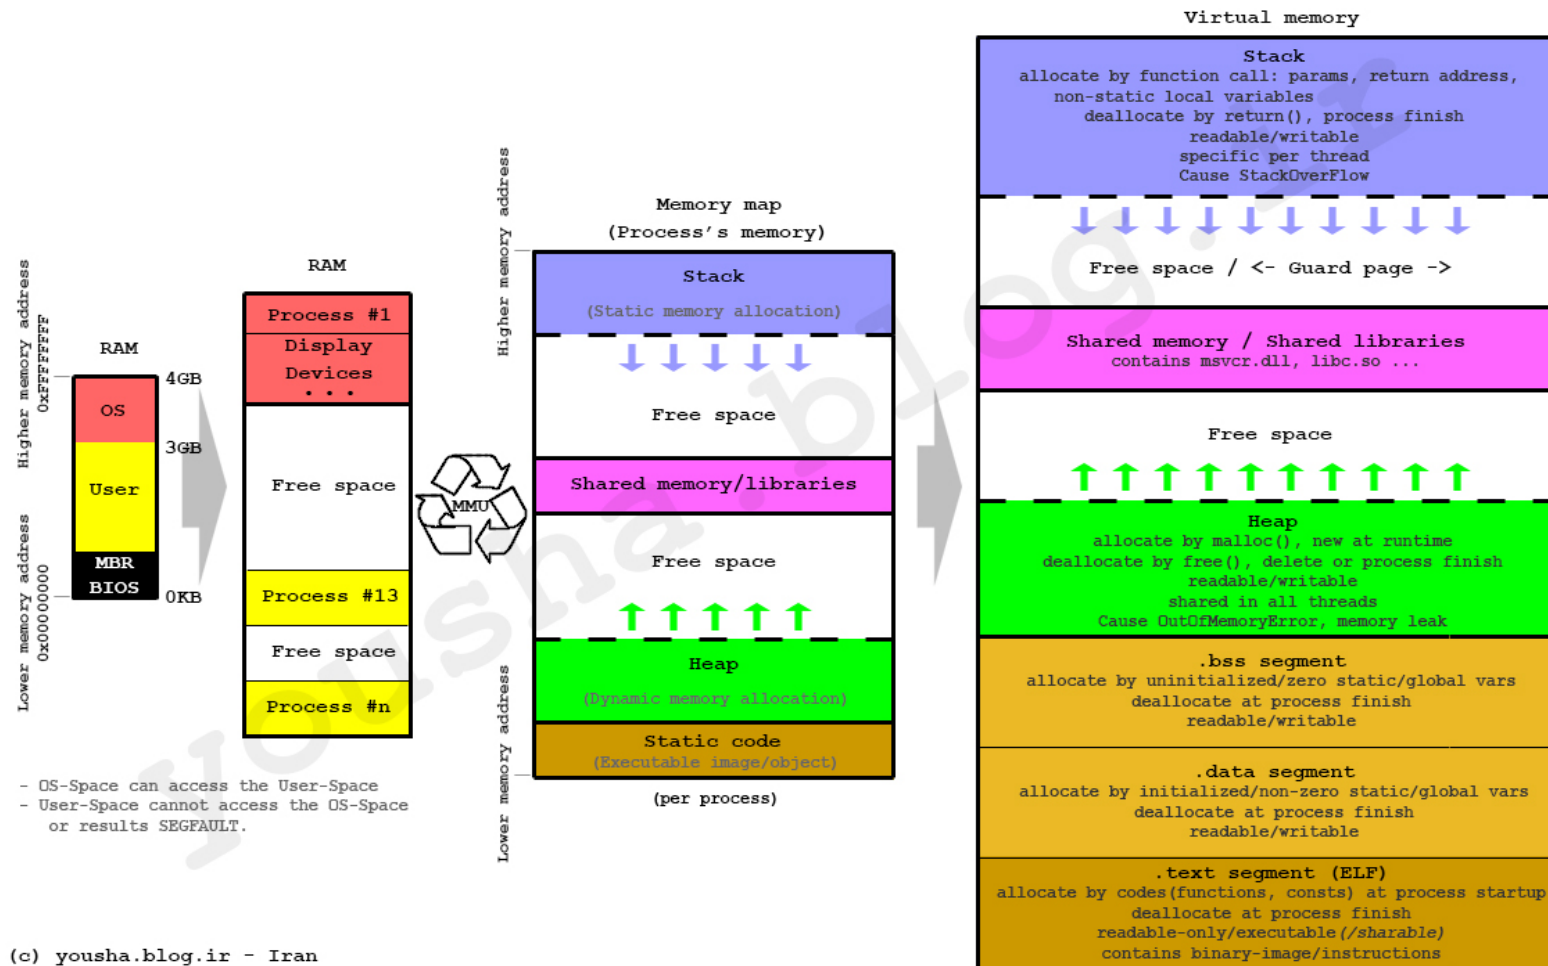 Higher memory address
0xFFFFFFFF
Lower memory address
0x00000000
RAM
4GB
OS
3GB
User
MBR
BIOS
0KB
- OS-Space can access the User-Space
- User-Space cannot access the OS-Space
or results SEGFAULT.
(c) yousha.blog.ir - Iran
RAM
Process #1
Display
Devices
. . .
Free space
Process #13
Free space
Process #n
MMU
Higher memory address
Lower memory address
Memory map
(Process's memory)
Stack
(Static memory allocation)
Free space
Shared memory/libraries
Free space
Heap
(Dynamic memory allocation)
Static code
(Executable image/object)
(per process)
Virtual memory
Stack
allocate by function call: params, return address,
non-static local variables
deallocate by return(), process finish
readable/writable
specific per thread
Cause StackOverFlow
Free space / <- Guard page ->
Shared memory / Shared libraries
contains msvcr.dll, libc.so ...
Free space
Heap
allocate by malloc(), new at runtime
deallocate by free(), delete or process finish
readable/writable
shared in all threads
Cause OutOfMemoryError, memory leak
.bss segment
allocate by uninitialized/zero static/global vars
deallocate at process finish
readable/writable
.data segment
allocate by initialized/non-zero static/global vars
deallocate at process finish
readable/writable
.text segment (ELF)
allocate by codes(functions, consts) at process startup
deallocate at process finish
readable-only/executable(/sharable)
contains binary-image/instructions
yousha.blog.ir